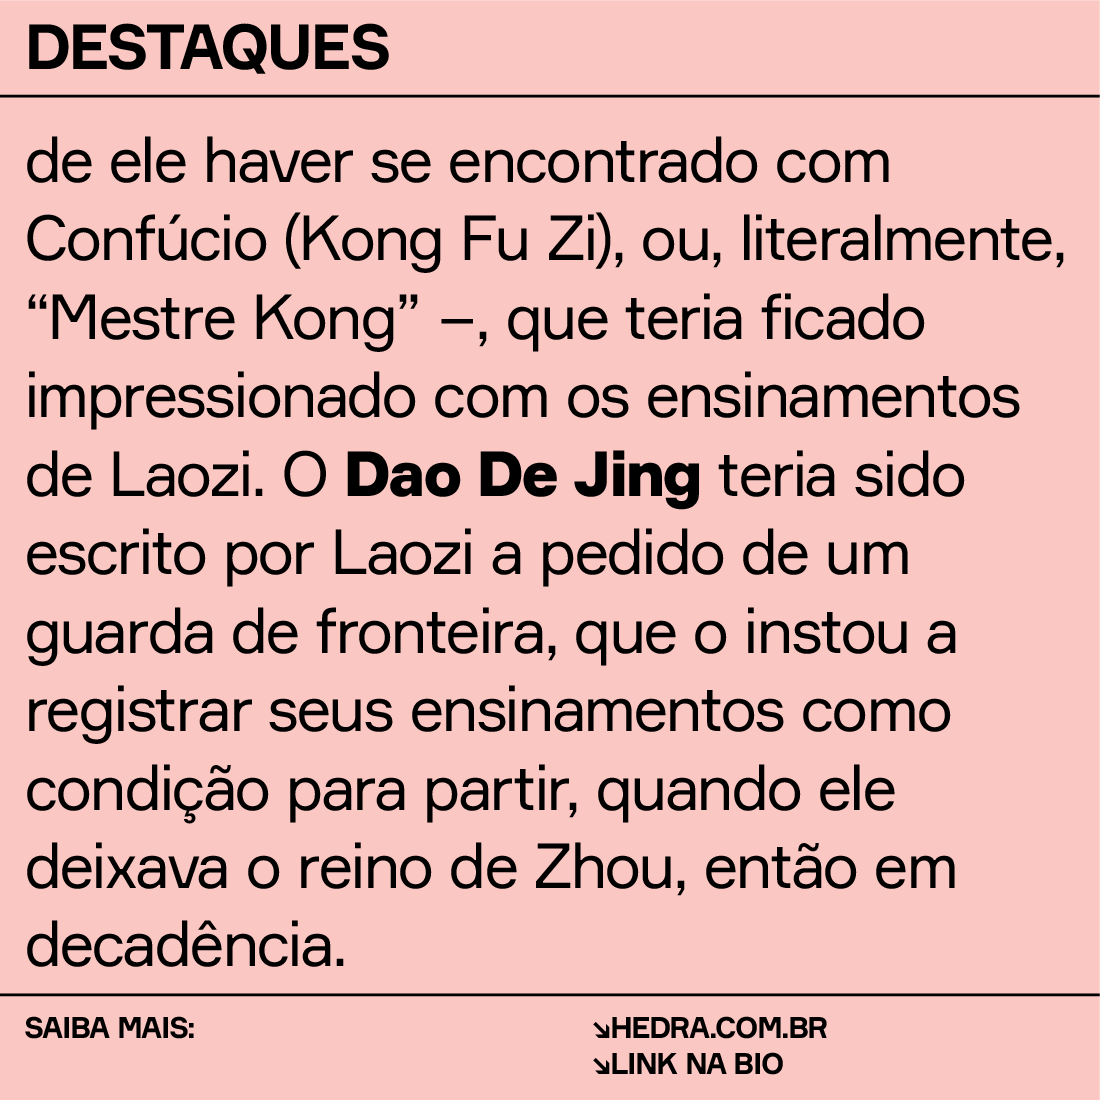 DESTAQUES
de ele haver se encontrado com
Confúcio (Kong Fu Zi), ou, literalmente,
“Mestre Kong” –, que teria ficado
impressionado com os ensinamentos
de Laozi. O Dao De Jing teria sido
escrito por Laozi a pedido de um
guarda de fronteira, que o instou a
registrar seus ensinamentos como
condição para partir, quando ele
deixava o reino de Zhou, então em
decadência.
SAIBA MAIS:
↘HEDRA.COM.BR
↘LINK NA BIO